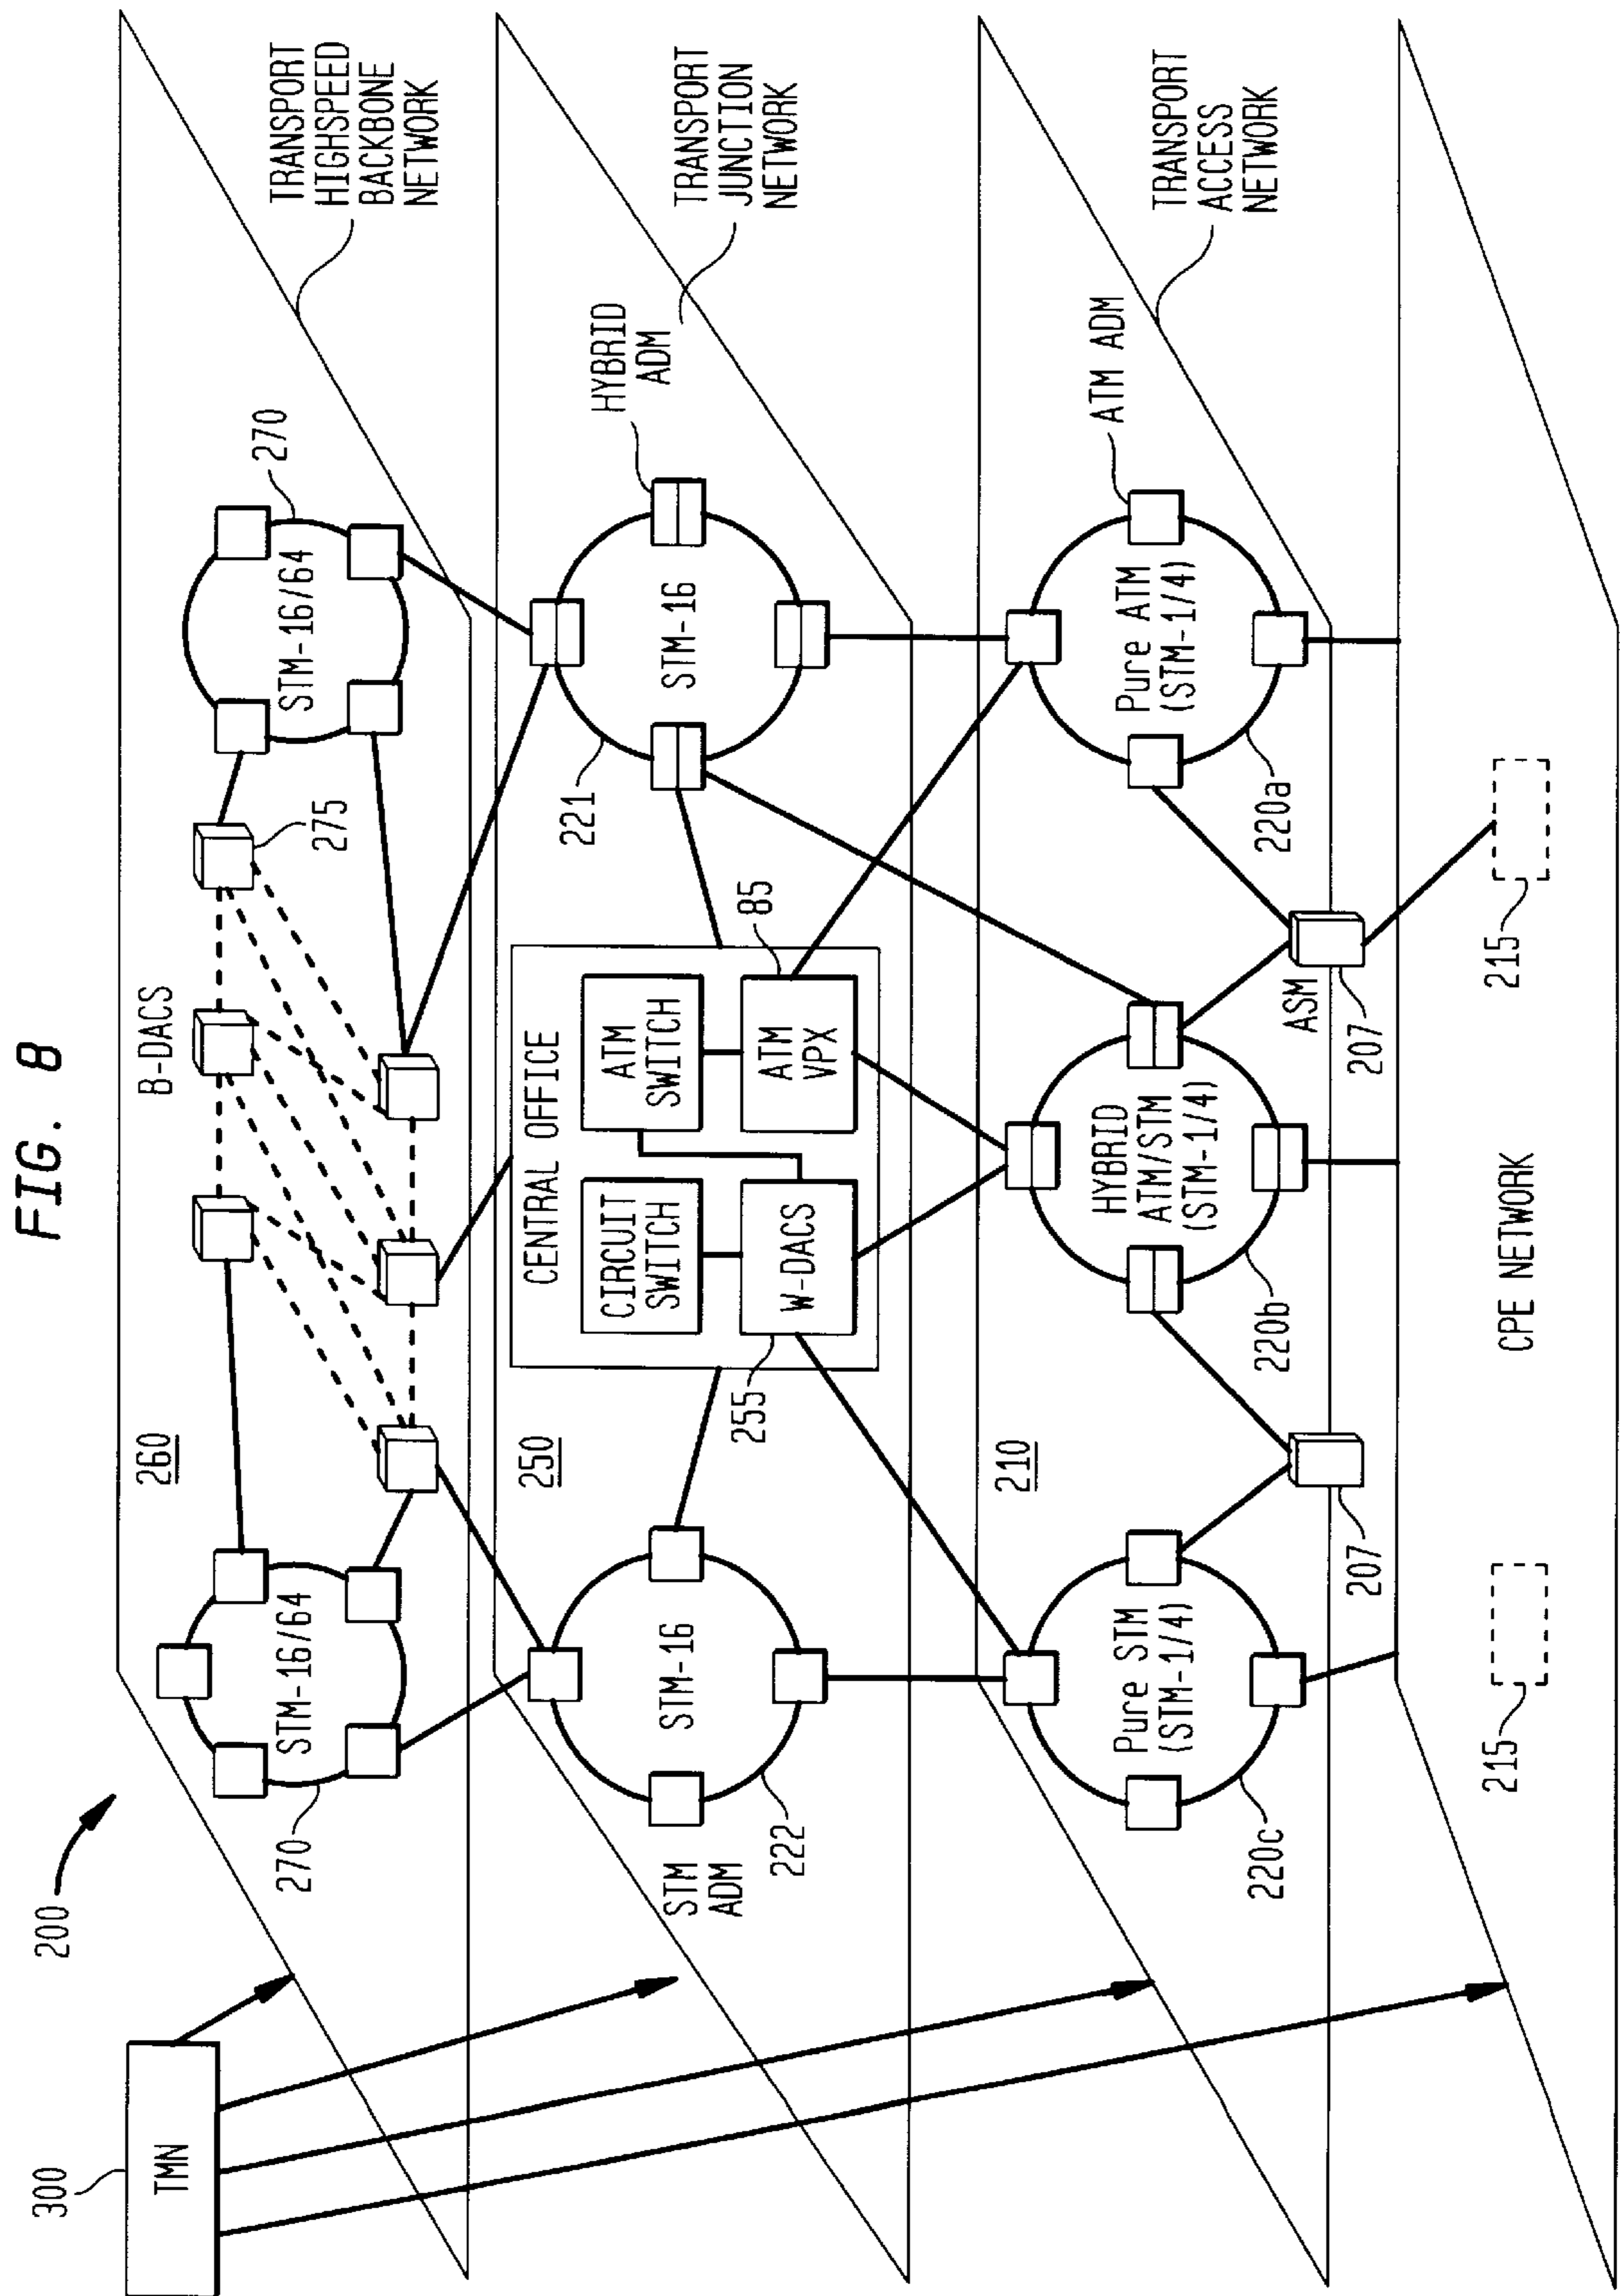 FIG. 8
300
TMN
200
TRANSPORT
HIGHSPEED
BACKBONE
NETWORK
260
B-DACS
275
270
STM-16/64
270
STM-16/64
TRANSPORT
JUNCTION
NETWORK
250
CENTRAL OFFICE
CIRCUIT
SWITCH
ATM
SWITCH
W-DACS
ATM
VPX
255
85
STM
ADM
222
STM-16
221
STM-16
HYBRID
ADM
TRANSPORT
ACCESS
NETWORK
210
220c
Pure STM
(STM-1/4)
220b
HYBRID
ATM/STM
(STM-1/4)
220a
Pure ATM
(STM-1/4)
ATM ADM
207
ASM
207
215
CPE NETWORK
215